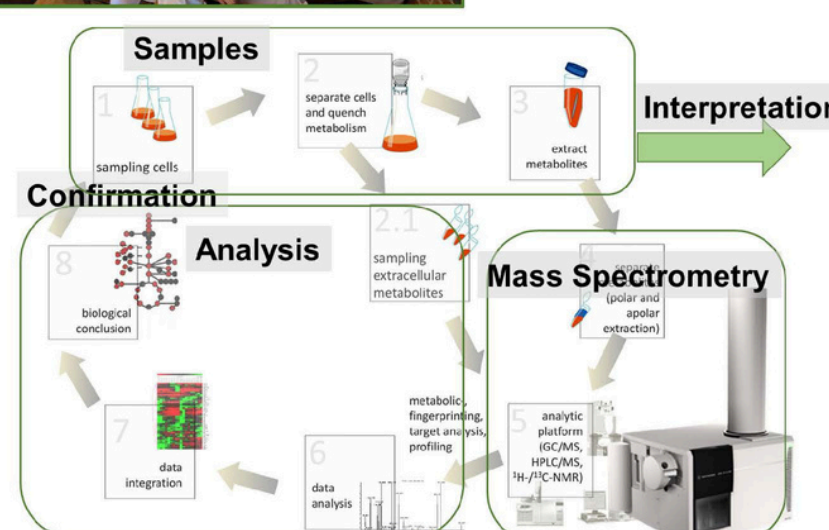 Samples
1
sampling cells
2
separate cells
and quench
metabolism
3
extract
metabolites
Interpretation
Confirmation
Analysis
2.1
sampling
extracellular
metabolites
Mass Spectrometry
4
separate
(polar and
apolar
extraction)
8
biological
conclusion
metabolic,
fingerprinting,
target analysis,
profiling
5
analytic
platform
(GC/MS,
HPLC/MS,
¹H-/¹³C-NMR)
7
data
integration
6
data
analysis